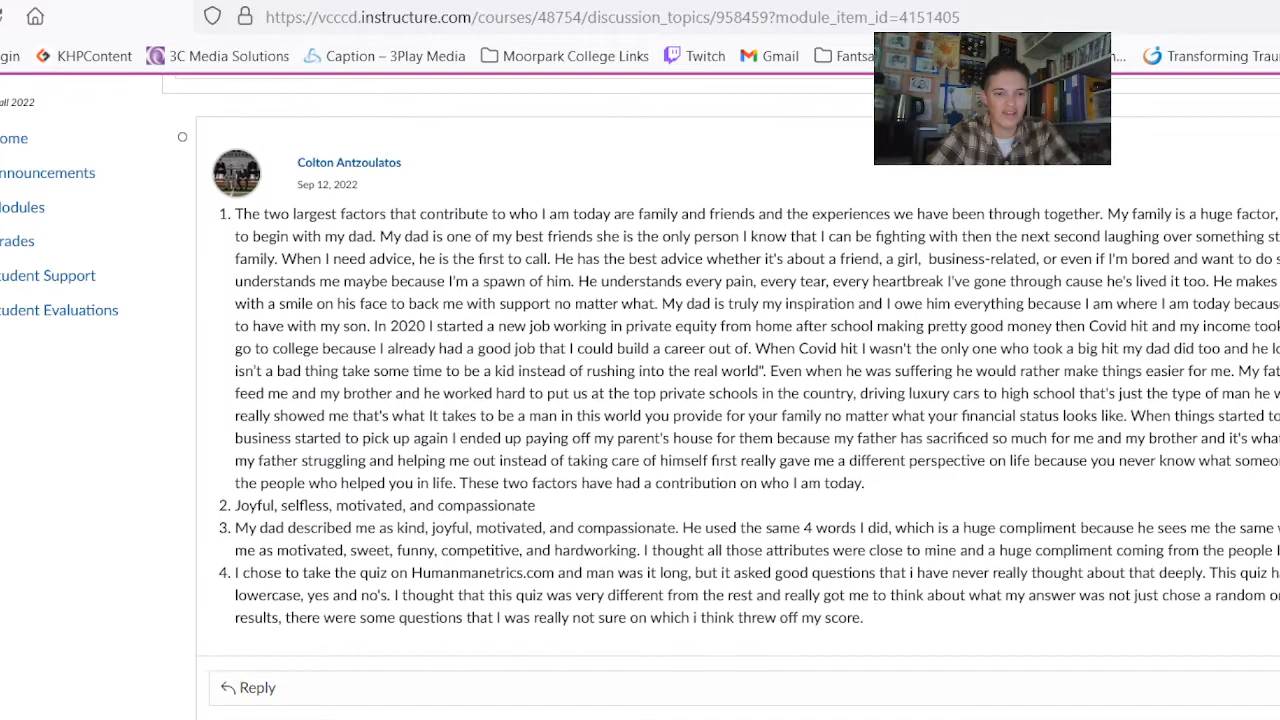 https://vcccd.instructure.com/courses/48754/discussion_topics/958459?module_item_id=4151405
gin KHPContent 3C Media Solutions Caption – 3Play Media Moorpark College Links Twitch Gmail Fantas n... Transforming Trau
all 2022
ome
nnouncements
odules
rades
tudent Support
tudent Evaluations
Colton Antzoulatos
Sep 12, 2022
1. The two largest factors that contribute to who I am today are family and friends and the experiences we have been through together. My family is a huge factor,
to begin with my dad. My dad is one of my best friends she is the only person I know that I can be fighting with then the next second laughing over something st
family. When I need advice, he is the first to call. He has the best advice whether it's about a friend, a girl, business-related, or even if I'm bored and want to do s
understands me maybe because I'm a spawn of him. He understands every pain, every tear, every heartbreak I've gone through cause he's lived it too. He makes
with a smile on his face to back me with support no matter what. My dad is truly my inspiration and I owe him everything because I am where I am today becaus
to have with my son. In 2020 I started a new job working in private equity from home after school making pretty good money then Covid hit and my income took
go to college because I already had a good job that I could build a career out of. When Covid hit I wasn't the only one who took a big hit my dad did too and he lo
isn't a bad thing take some time to be a kid instead of rushing into the real world". Even when he was suffering he would rather make things easier for me. My fat
feed me and my brother and he worked hard to put us at the top private schools in the country, driving luxury cars to high school that's just the type of man he w
really showed me that's what It takes to be a man in this world you provide for your family no matter what your financial status looks like. When things started to
business started to pick up again I ended up paying off my parent's house for them because my father has sacrificed so much for me and my brother and it's wha
my father struggling and helping me out instead of taking care of himself first really gave me a different perspective on life because you never know what someo
the people who helped you in life. These two factors have had a contribution on who I am today.
2. Joyful, selfless, motivated, and compassionate
3. My dad described me as kind, joyful, motivated, and compassionate. He used the same 4 words I did, which is a huge compliment because he sees me the same w
me as motivated, sweet, funny, competitive, and hardworking. I thought all those attributes were close to mine and a huge compliment coming from the people I
4. I chose to take the quiz on Humanmanetrics.com and man was it long, but it asked good questions that i have never really thought about that deeply. This quiz ha
lowercase, yes and no's. I thought that this quiz was very different from the rest and really got me to think about what my answer was not just chose a random o
results, there were some questions that I was really not sure on which i think threw off my score.
Reply